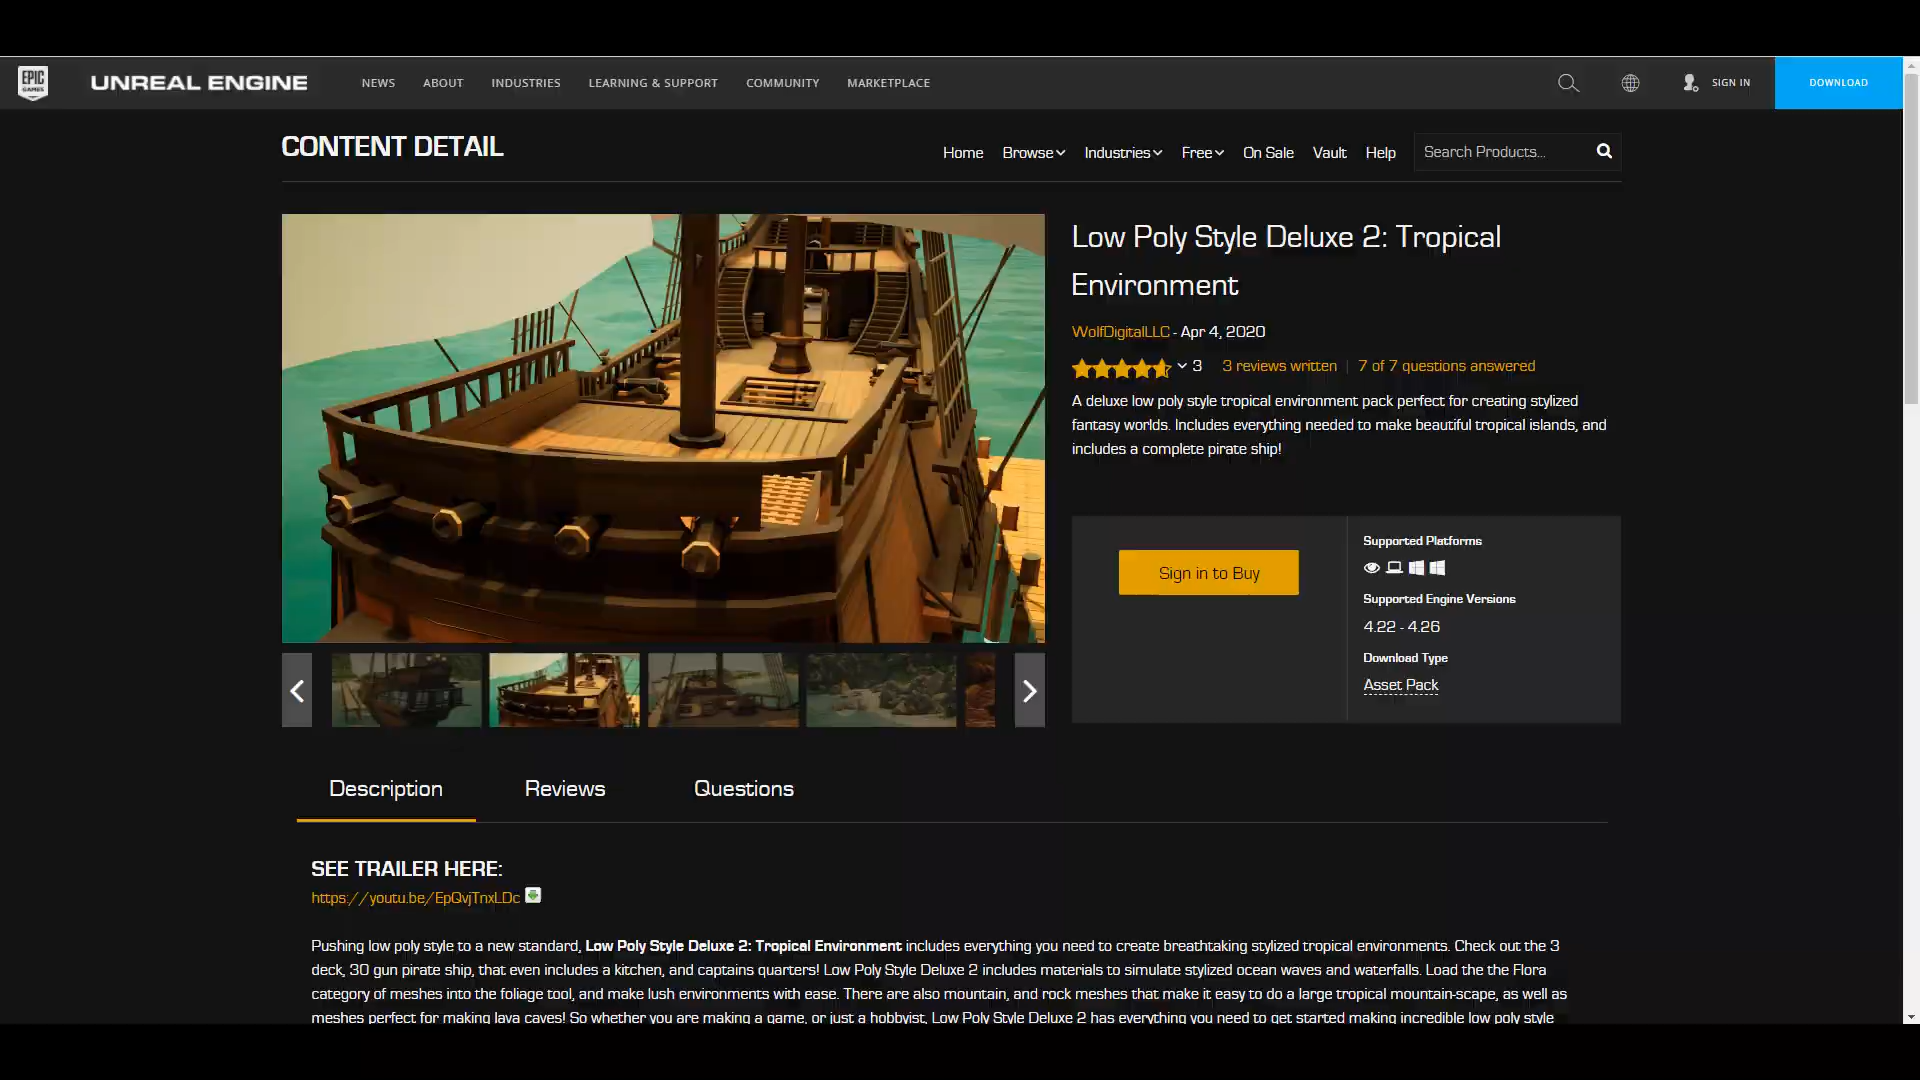 EPIC
GAMES
UNREAL ENGINE
NEWS
ABOUT
INDUSTRIES
LEARNING & SUPPORT
COMMUNITY
MARKETPLACE
SIGN IN
DOWNLOAD
CONTENT DETAIL
Home
Browse
Industries
Free
On Sale
Vault
Help
Search Products...
Low Poly Style Deluxe 2: Tropical
Environment
WolfDigitalLLC - Apr 4, 2020
3
3 reviews written | 7 of 7 questions answered
A deluxe low poly style tropical environment pack perfect for creating stylized
fantasy worlds. Includes everything needed to make beautiful tropical islands, and
includes a complete pirate ship!
Sign in to Buy
Supported Platforms
Supported Engine Versions
4.22 - 4.26
Download Type
Asset Pack
Description
Reviews
Questions
SEE TRAILER HERE:
https://youtu.be/EpQvjTnxLDc
Pushing low poly style to a new standard, Low Poly Style Deluxe 2: Tropical Environment includes everything you need to create breathtaking stylized tropical environments. Check out the 3
deck, 30 gun pirate ship, that even includes a kitchen, and captains quarters! Low Poly Style Deluxe 2 includes materials to simulate stylized ocean waves and waterfalls. Load the the Flora
category of meshes into the foliage tool, and make lush environments with ease. There are also mountain, and rock meshes that make it easy to do a large tropical mountain-scape, as well as
meshes perfect for making lava caves! So whether you are making a game, or just a hobbyist, Low Poly Style Deluxe 2 has everything you need to get started making incredible low poly style